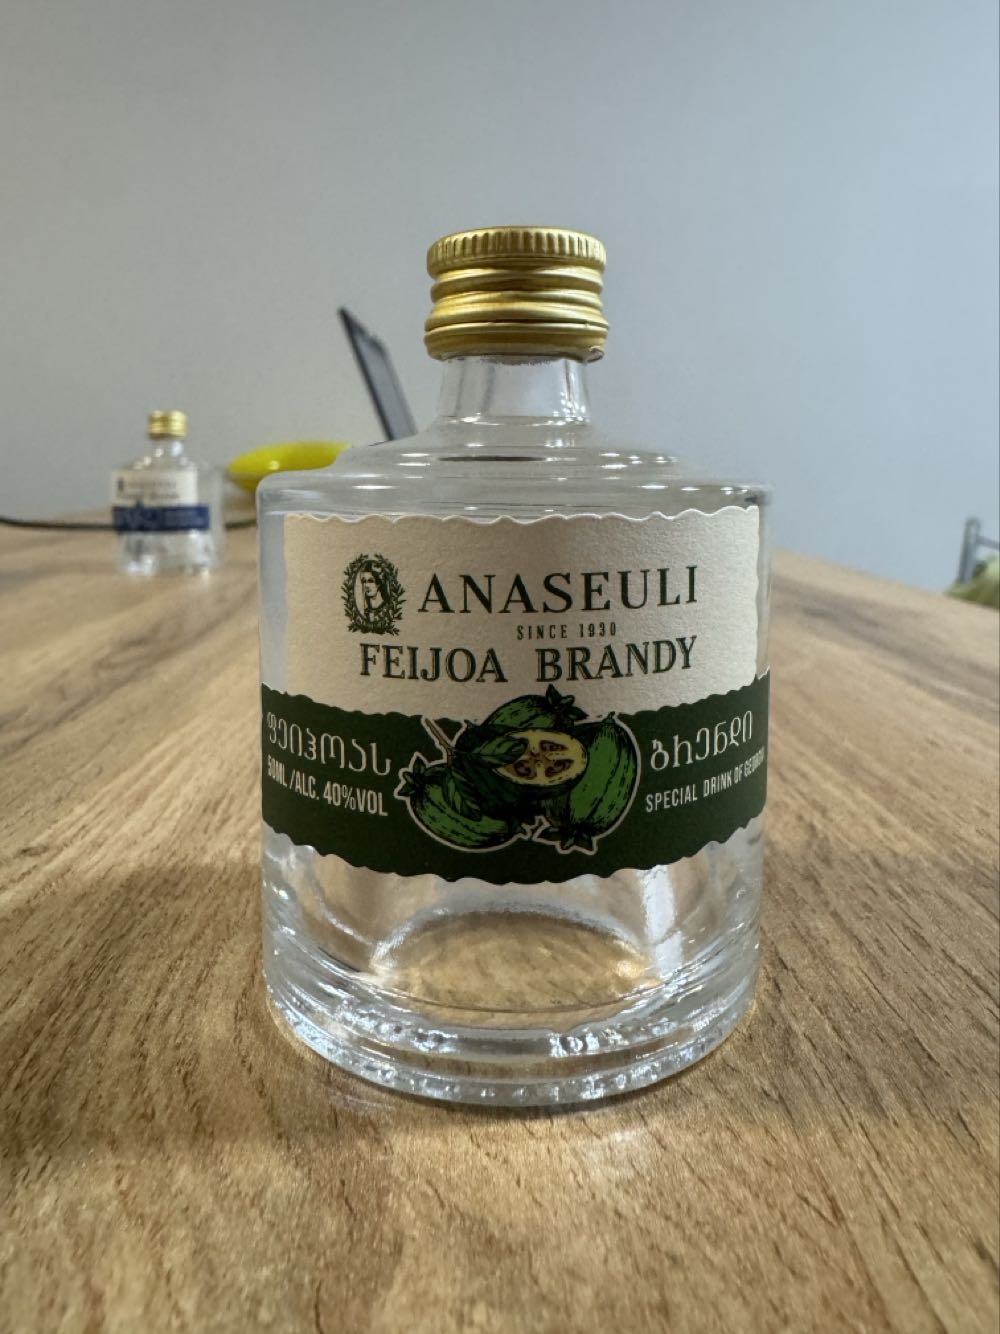 ANASEULI
SINCE 1930
FEIJOA BRANDY
ფეიჰოას ბრენდი
50ML /ALC. 40%VOL
SPECIAL DRINK OF GEORGIA